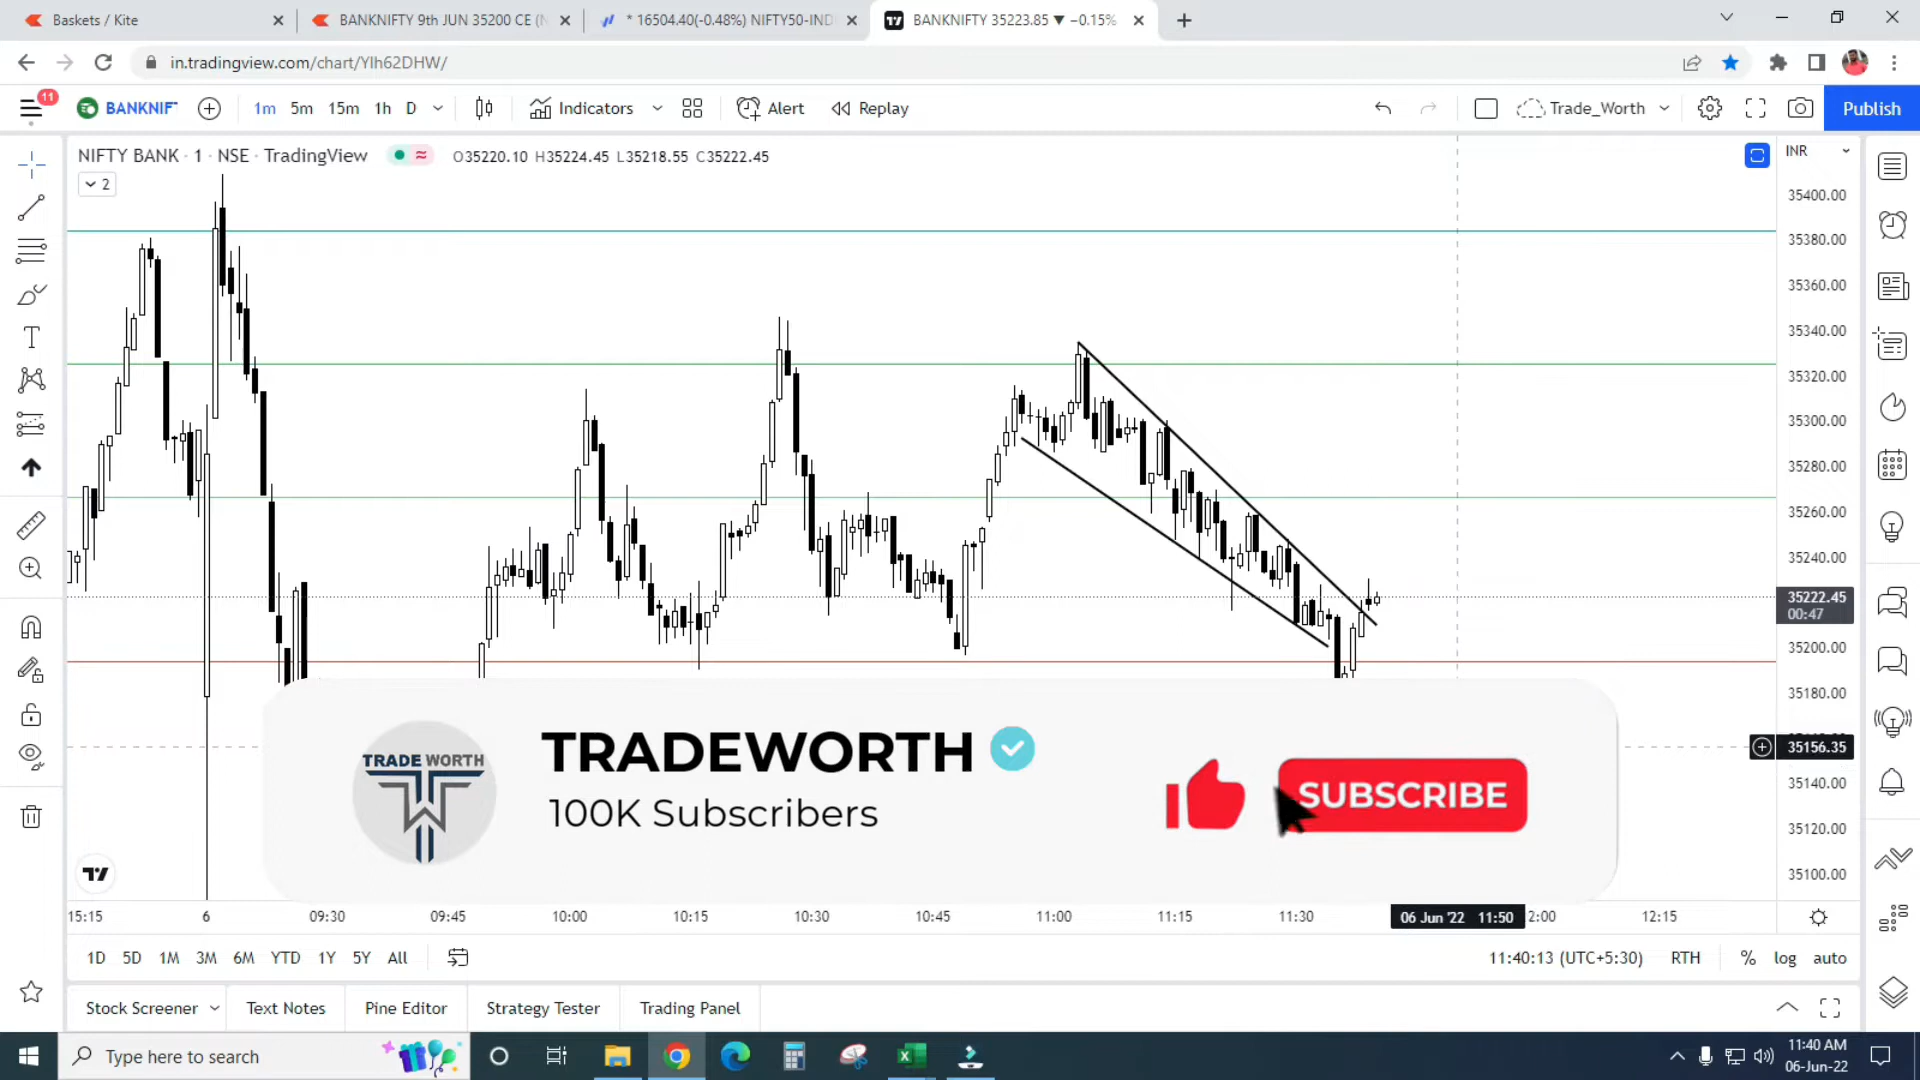 Baskets / Kite
BANKNIFTY 9th JUN 35200 CE (N
* 16504.40(-0.48%) NIFTY50-IND
BANKNIFTY 35223.85 ▼ −0.15%
in.tradingview.com/chart/YIh62DHW/
11
BANKNIF
1m 5m 15m 1h D
Indicators
Alert
Replay
Trade_Worth
Publish
NIFTY BANK · 1 · NSE · TradingView
O35220.10 H35224.45 L35218.55 C35222.45
INR
2
35400.00
35380.00
35360.00
35340.00
35320.00
35300.00
35280.00
35260.00
35240.00
35222.45
00:47
35200.00
35180.00
35156.35
35140.00
35120.00
35100.00
TRADE WORTH
TRADEWORTH
100K Subscribers
SUBSCRIBE
15:15 6 09:30 09:45 10:00 10:15 10:30 10:45 11:00 11:15 11:30 06 Jun '22 11:50 2:00 12:15
1D 5D 1M 3M 6M YTD 1Y 5Y All
11:40:13 (UTC+5:30) RTH % log auto
Stock Screener Text Notes Pine Editor Strategy Tester Trading Panel
Type here to search
11:40 AM
06-Jun-22